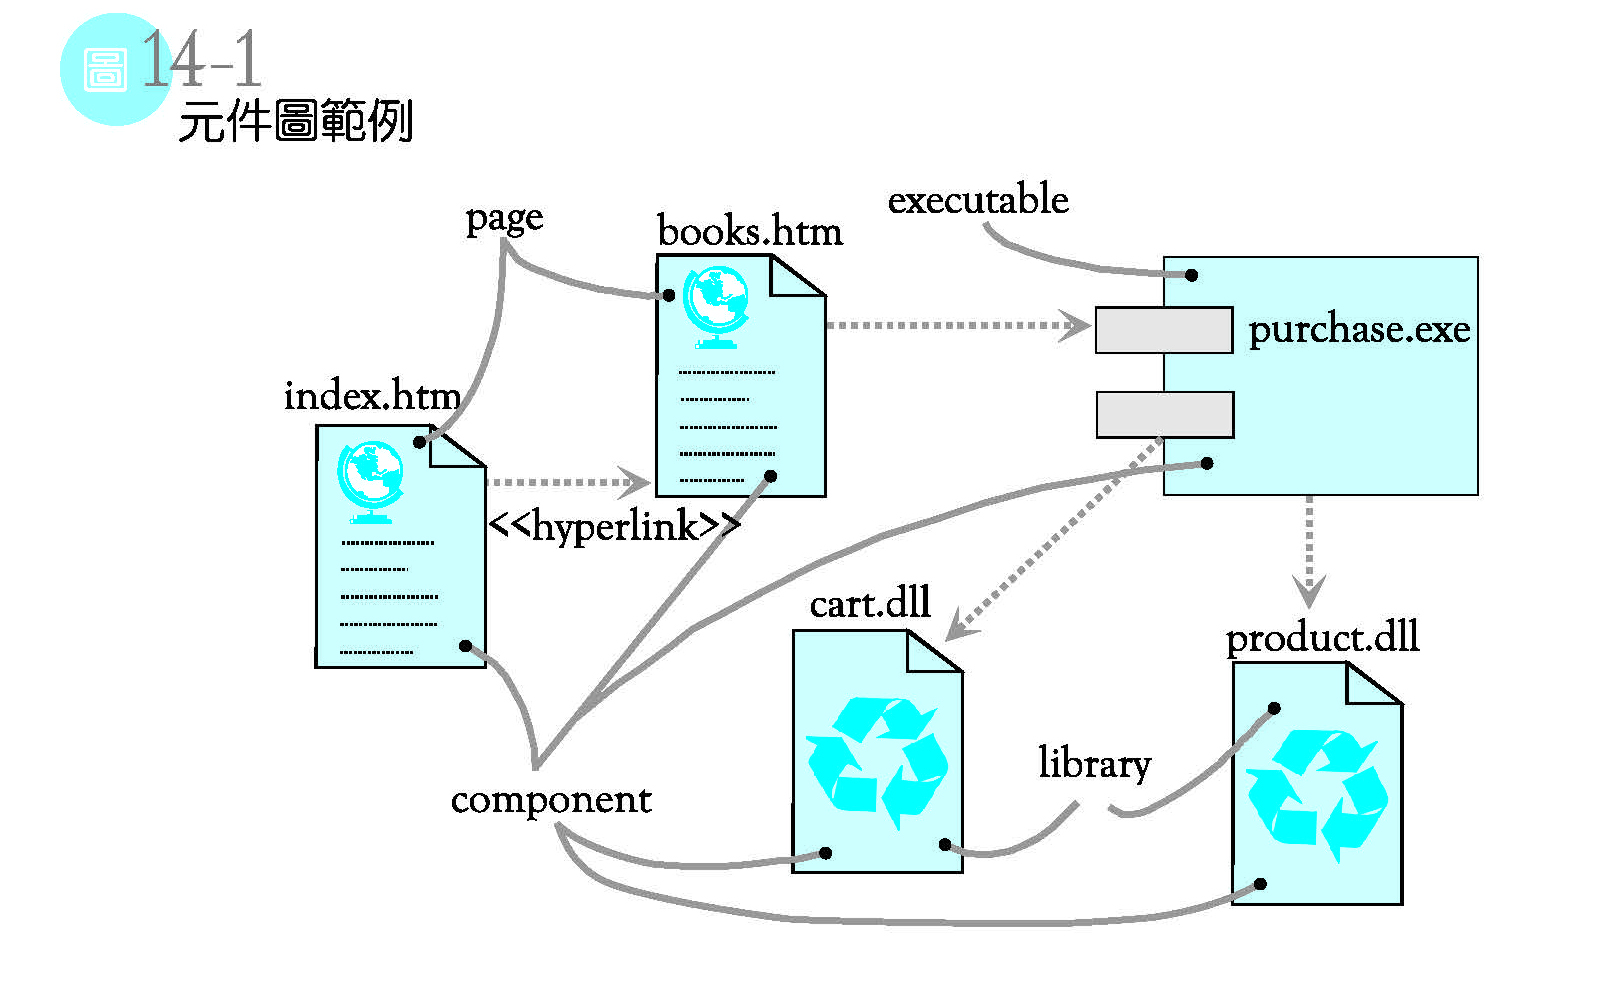 圖 14-1
元件圖範例
executable
page
books.htm
purchase.exe
index.htm
<<hyperlink>>
cart.dll
product.dll
library
component